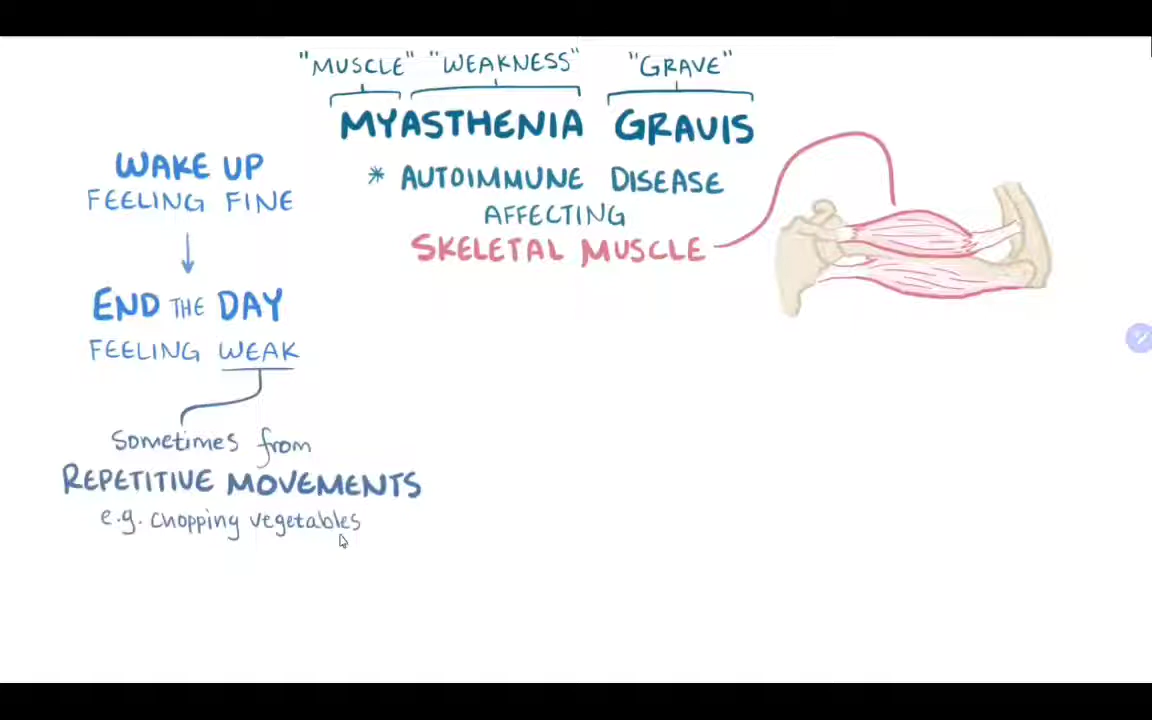 "MUSCLE" "WEAKNESS" "GRAVE"
MYASTHENIA GRAVIS
* AUTOIMMUNE DISEASE
AFFECTING
SKELETAL MUSCLE
WAKE UP
FEELING FINE
END THE DAY
FEELING WEAK
Sometimes from
REPETITIVE MOVEMENTS
e.g. chopping vegetables